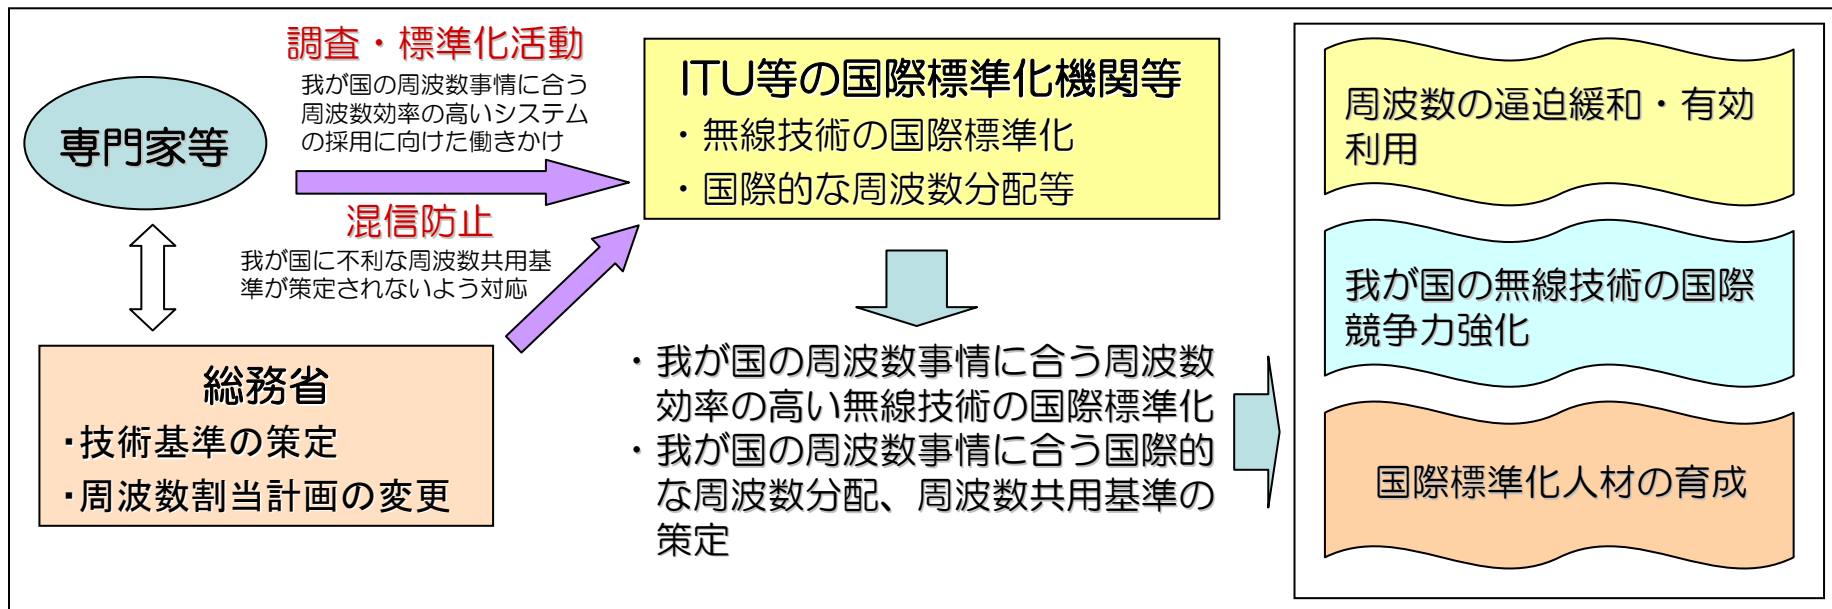 専門家等
調査・標準化活動
我が国の周波数事情に合う
周波数効率の高いシステム
の採用に向けた働きかけ
混信防止
我が国に不利な周波数共用基
準が策定されないよう対応
総務省
・技術基準の策定
・周波数割当計画の変更
ITU等の国際標準化機関等
・無線技術の国際標準化
・国際的な周波数分配等
・我が国の周波数事情に合う周波数
効率の高い無線技術の国際標準化
・我が国の周波数事情に合う国際的
な周波数分配、周波数共用基準の
策定
周波数の逼迫緩和・有効
利用
我が国の無線技術の国際
競争力強化
国際標準化人材の育成